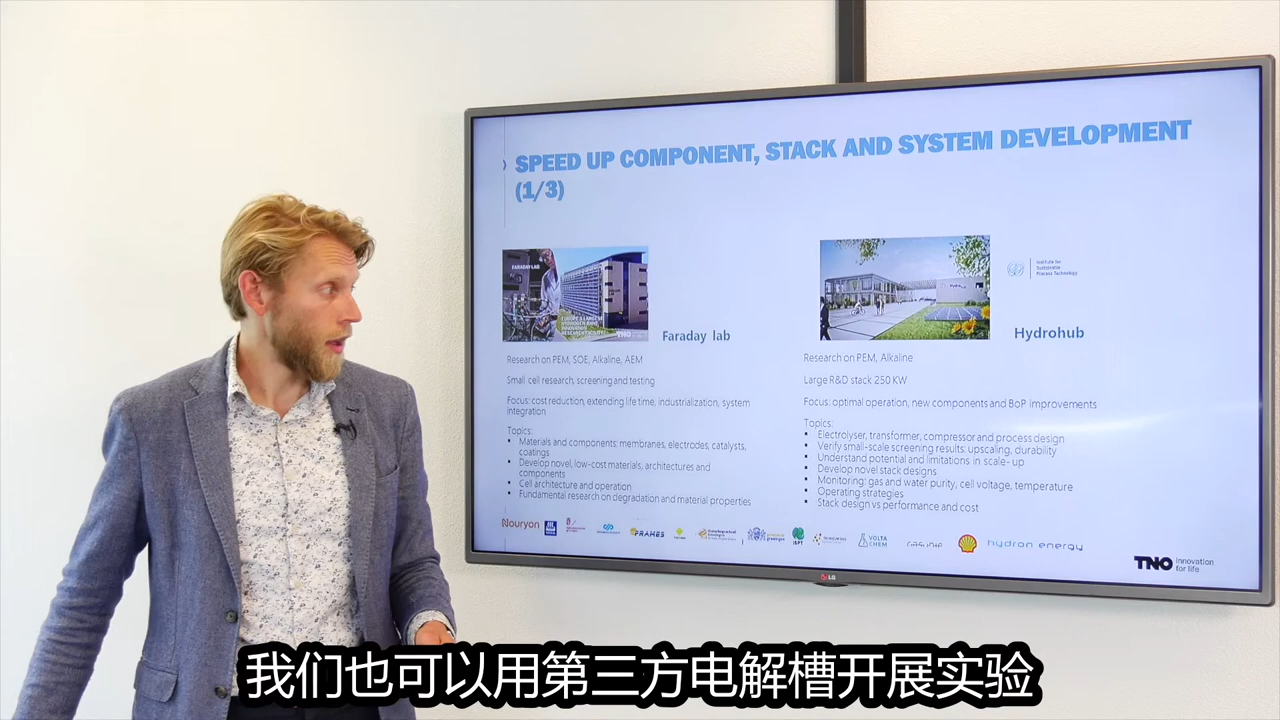 SPEED UP COMPONENT, STACK AND SYSTEM DEVELOPMENT
(1/3)
FARADAY LAB
EUROPE'S LARGEST
TNO
Faraday lab
Research on PEM, SOE, Alkaline, AEM
Small cell research, screening and testing
Focus: cost reduction, extending life time, industrialization, system
integration
Topics:
Materials and components: membranes, electrodes, catalysts,
coatings
Develop novel, low-cost materials, architectures and
components
Cell architecture and operation
Fundamental research on degradation and material properties
Institute for
Sustainable
Process Technology
Hydrohub
Research on PEM, Alkaline
Large R&D stack 250 KW
Focus: optimal operation, new components and BoP improvements
Topics:
Electrolyser, transformer, compressor and process design
Verify small-scale screening results: upscaling, durability
Understand potential and limitations in scale-up
Develop novel stack designs
Monitoring: gas and water purity, cell voltage, temperature
Operating strategies
Stack design vs performance and cost
Nouryon
FRAMES
ISPT
VOLTA
CHEM
gasunie
hydron energy
TNO innovation
for life
LG
我们也可以用第三方电解槽开展实验